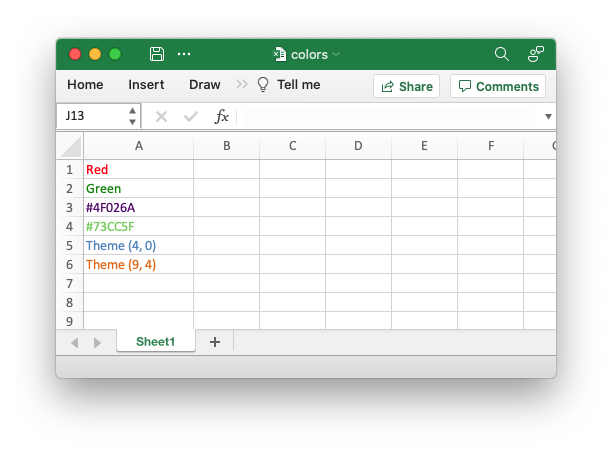 colors
Home Insert Draw Tell me Share Comments
J13 fx
A B C D E F
1 Red
2 Green
3 #4F026A
4 #73CC5F
5 Theme (4, 0)
6 Theme (9, 4)
7
8
9
Sheet1 +